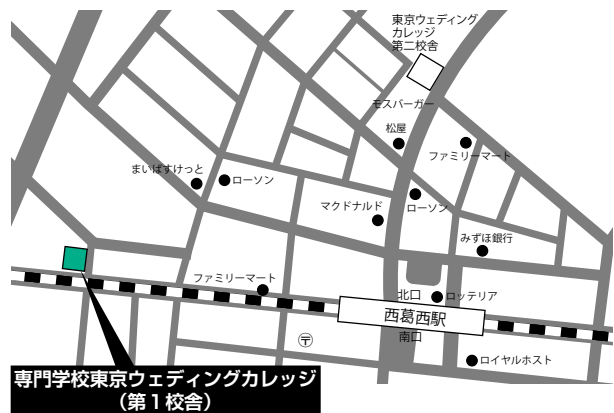 東京ウェディング
カレッジ
第二校舎
モスバーガー
松屋
ファミリーマート
まいばすけっと
ローソン
マクドナルド
ローソン
みずほ銀行
ファミリーマート
北口
ロッテリア
西葛西駅
南口
〒
ロイヤルホスト
専門学校東京ウェディングカレッジ
（第１校舎）